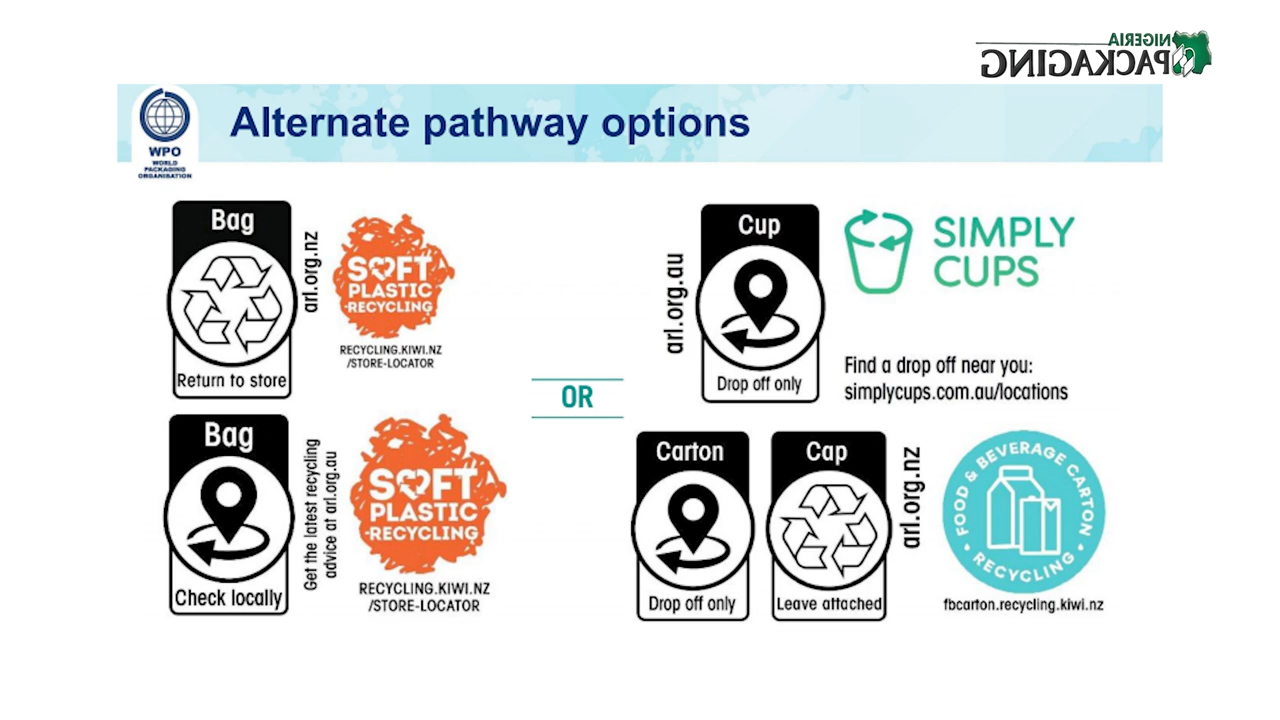 NIGERIA
PACKAGING
WPO
WORLD
PACKAGING
ORGANISATION
Alternate pathway options
Bag
Return to store
arl.org.nz
SOFT
PLASTIC
-RECYCLING
RECYCLING.KIWI.NZ
/STORE-LOCATOR
Bag
Check locally
Get the latest recycling
advice at arl.org.au
SOFT
PLASTIC
-RECYCLING
RECYCLING.KIWI.NZ
/STORE-LOCATOR
OR
arl.org.au
Cup
Drop off only
SIMPLY
CUPS
Find a drop off near you:
simplycups.com.au/locations
Carton
Drop off only
Cap
Leave attached
arl.org.nz
FOOD & BEVERAGE CARTON
• RECYCLING •
fbcarton.recycling.kiwi.nz